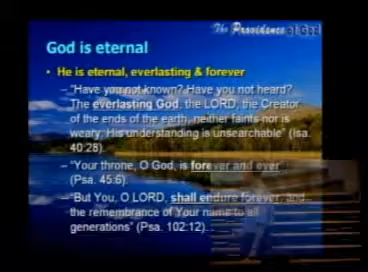 The Providence of God
God is eternal
• He is eternal, everlasting & forever
– "Have you not known? Have you not heard?
The everlasting God, the LORD, the Creator
of the ends of the earth, neither faints nor is
weary. His understanding is unsearchable" (Isa.
40:28).
– "Your throne, O God, is forever and ever"
(Psa. 45:6).
– "But You, O LORD, shall endure forever, and
the remembrance of Your name to all
generations" (Psa. 102:12).